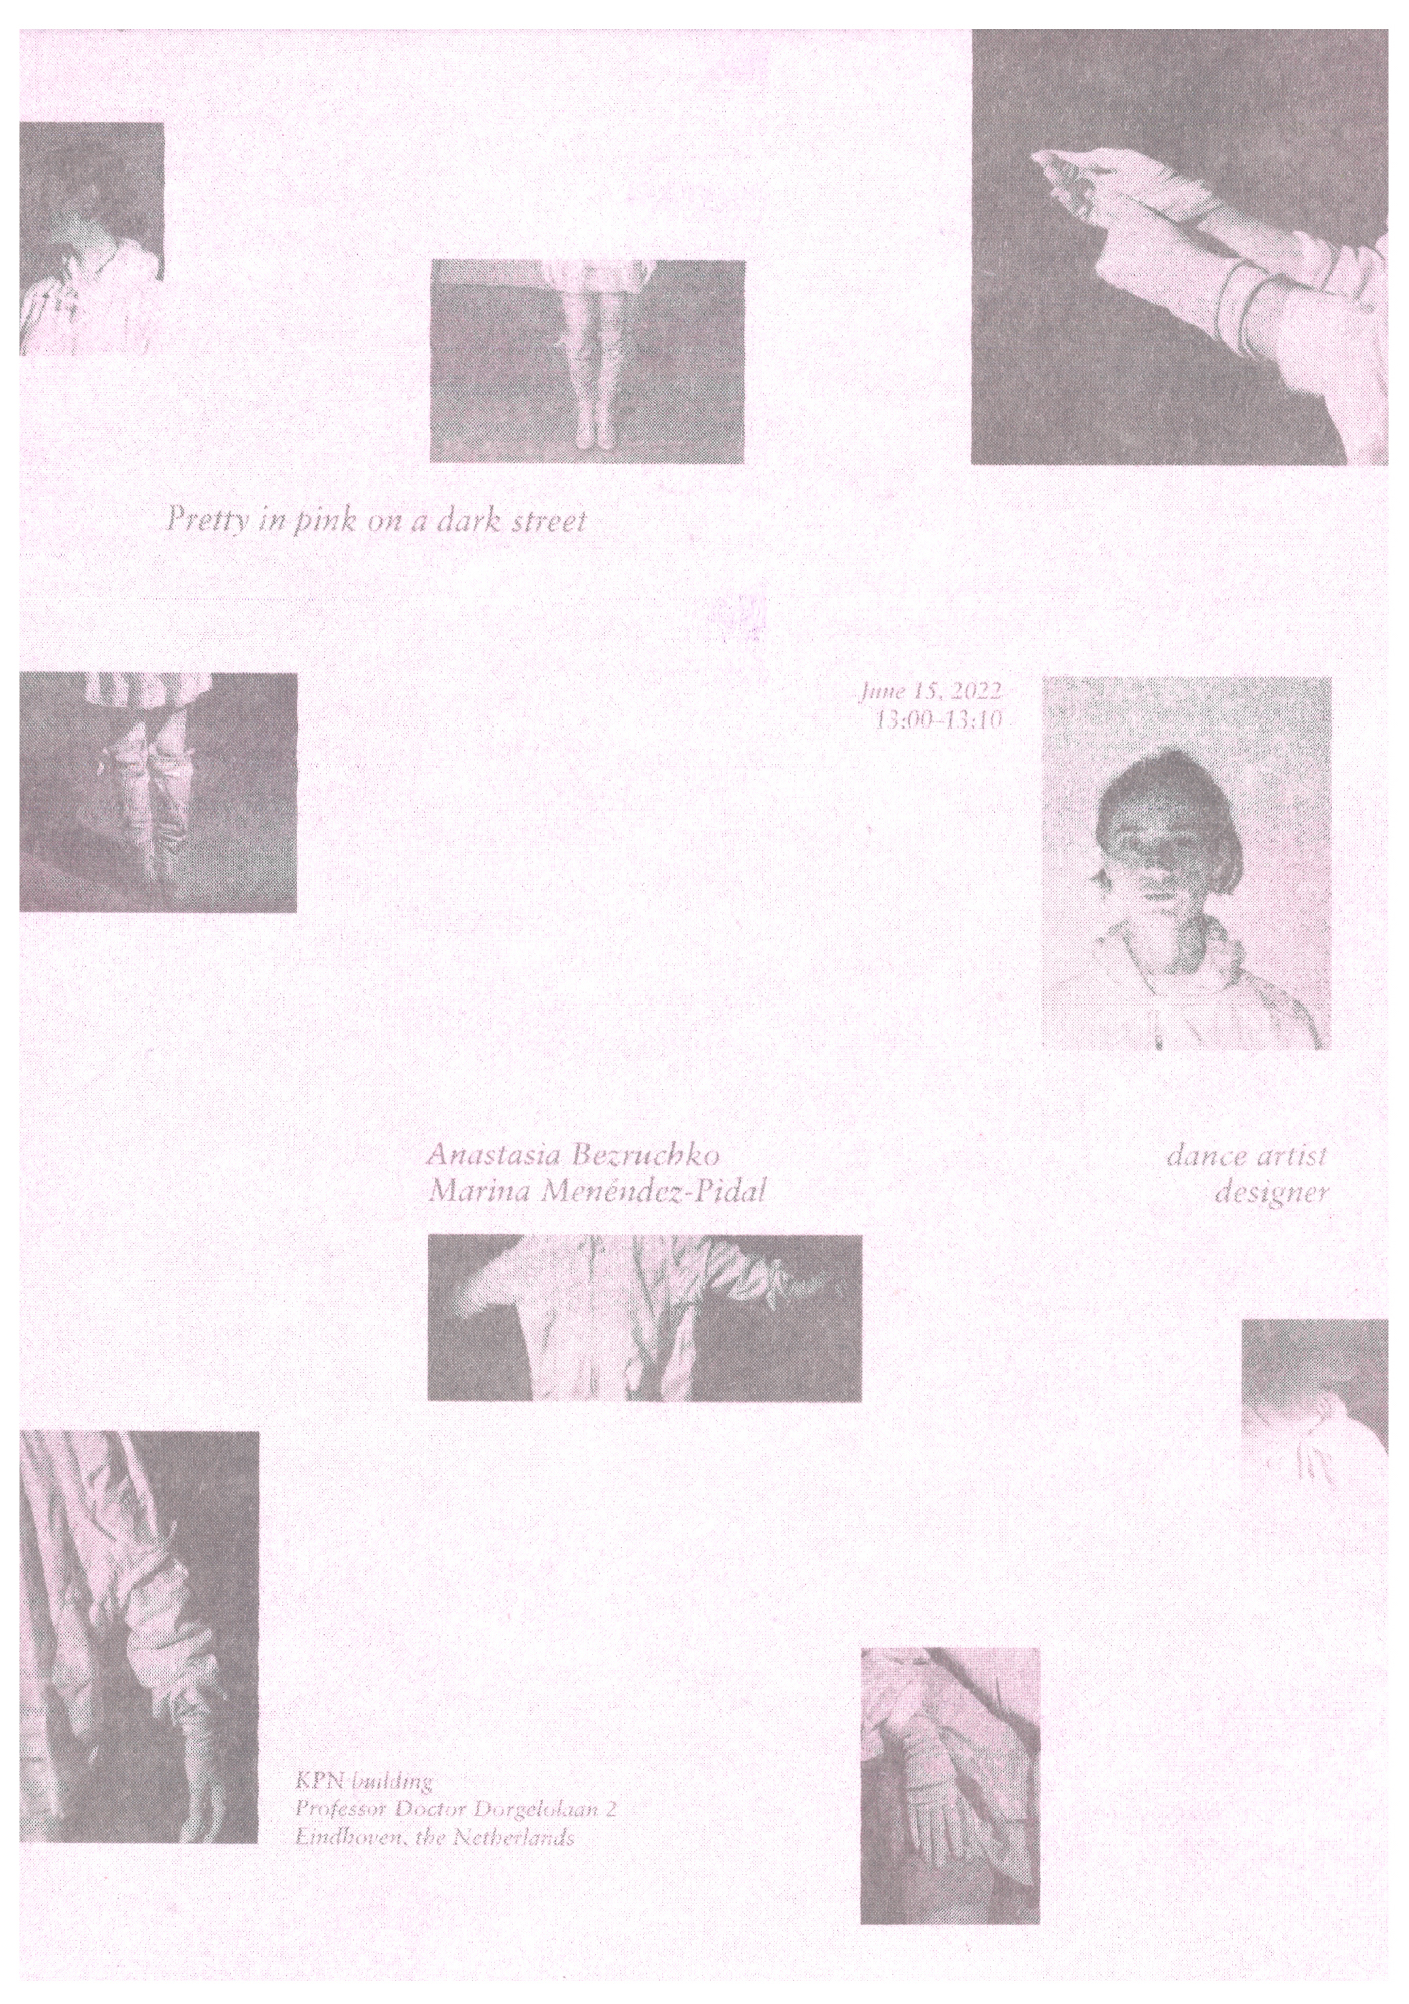 Pretty in pink on a dark street
June 15, 2022
13:00–13:10
Anastasia Bezruchko
dance artist
Marina Menéndez-Pidal
designer
KPN building
Professor Doctor Dorgelolaan 2
Eindhoven, the Netherlands